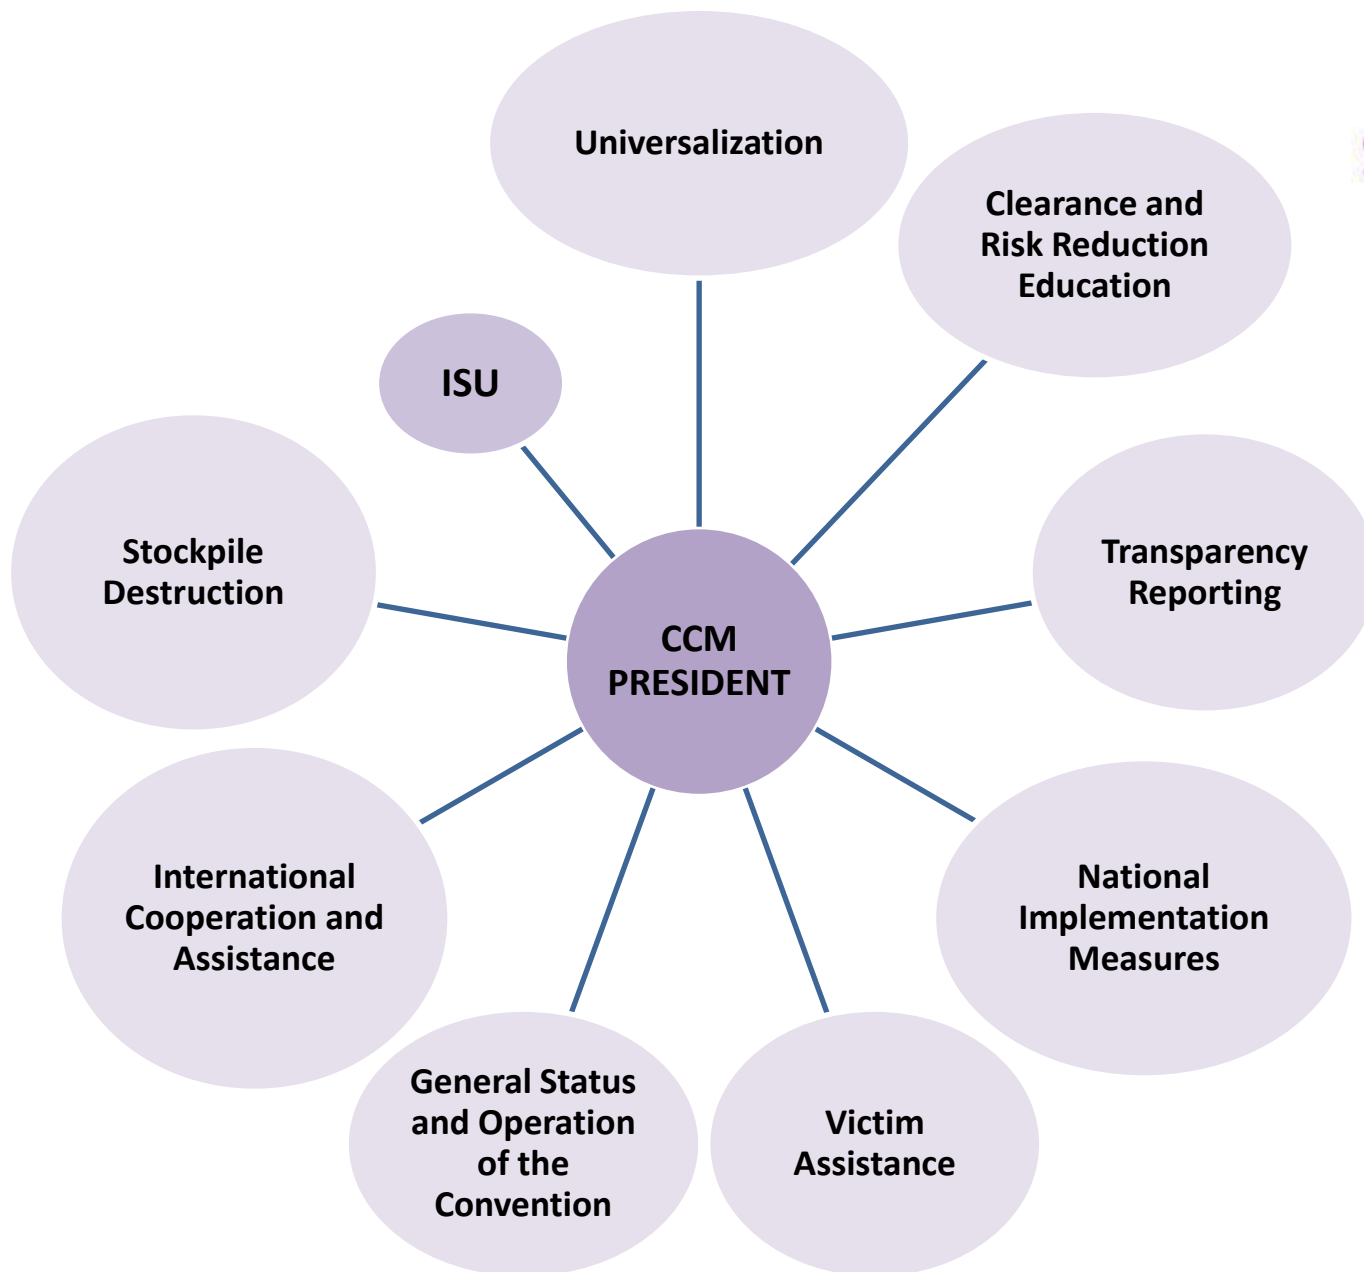 Universalization
Clearance and
Risk Reduction
Education
ISU
Stockpile
Destruction
Transparency
Reporting
CCM
PRESIDENT
International
Cooperation and
Assistance
National
Implementation
Measures
General Status
and Operation
of the
Convention
Victim
Assistance